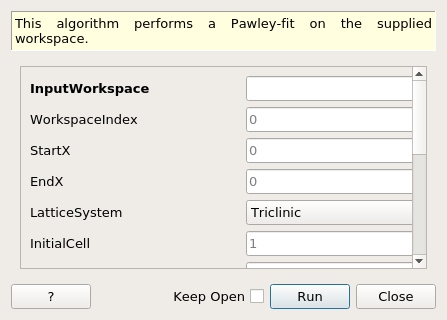 This algorithm performs a Pawley-fit on the supplied
workspace.
InputWorkspace
WorkspaceIndex 0
StartX 0
EndX 0
LatticeSystem Triclinic
InitialCell 1
? Keep Open Run Close